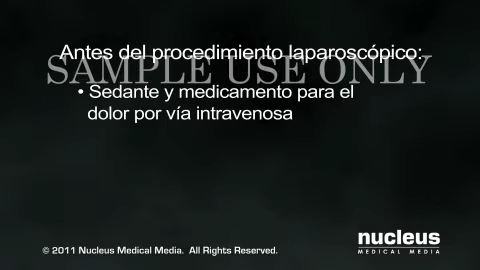 Antes del procedimiento laparoscópico:
SAMPLE USE ONLY
• Sedante y medicamento para el
dolor por vía intravenosa
© 2011 Nucleus Medical Media. All Rights Reserved.
nucleus
MEDICAL MEDIA